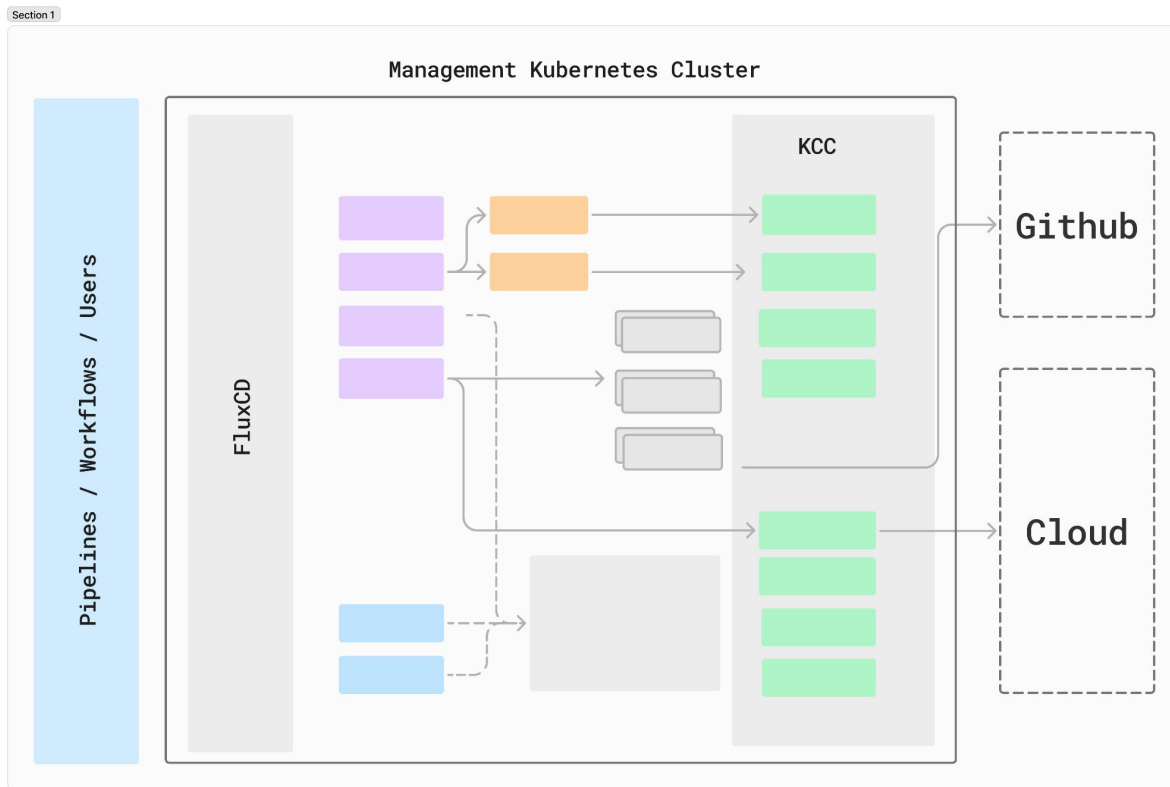 Section 1
Management Kubernetes Cluster
Pipelines / Workflows / Users
FluxCD
KCC
Github
Cloud